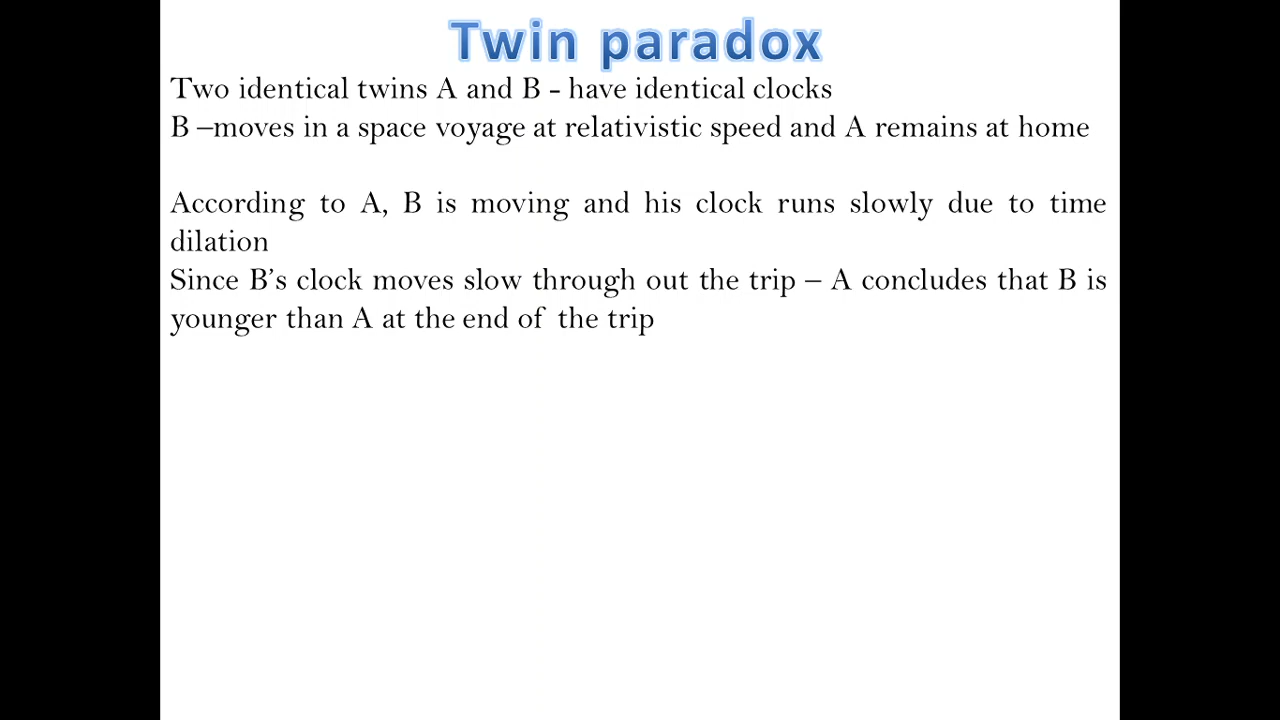 Twin paradox
Two identical twins A and B - have identical clocks
B –moves in a space voyage at relativistic speed and A remains at home
According to A, B is moving and his clock runs slowly due to time
dilation
Since B’s clock moves slow through out the trip – A concludes that B is
younger than A at the end of  the trip